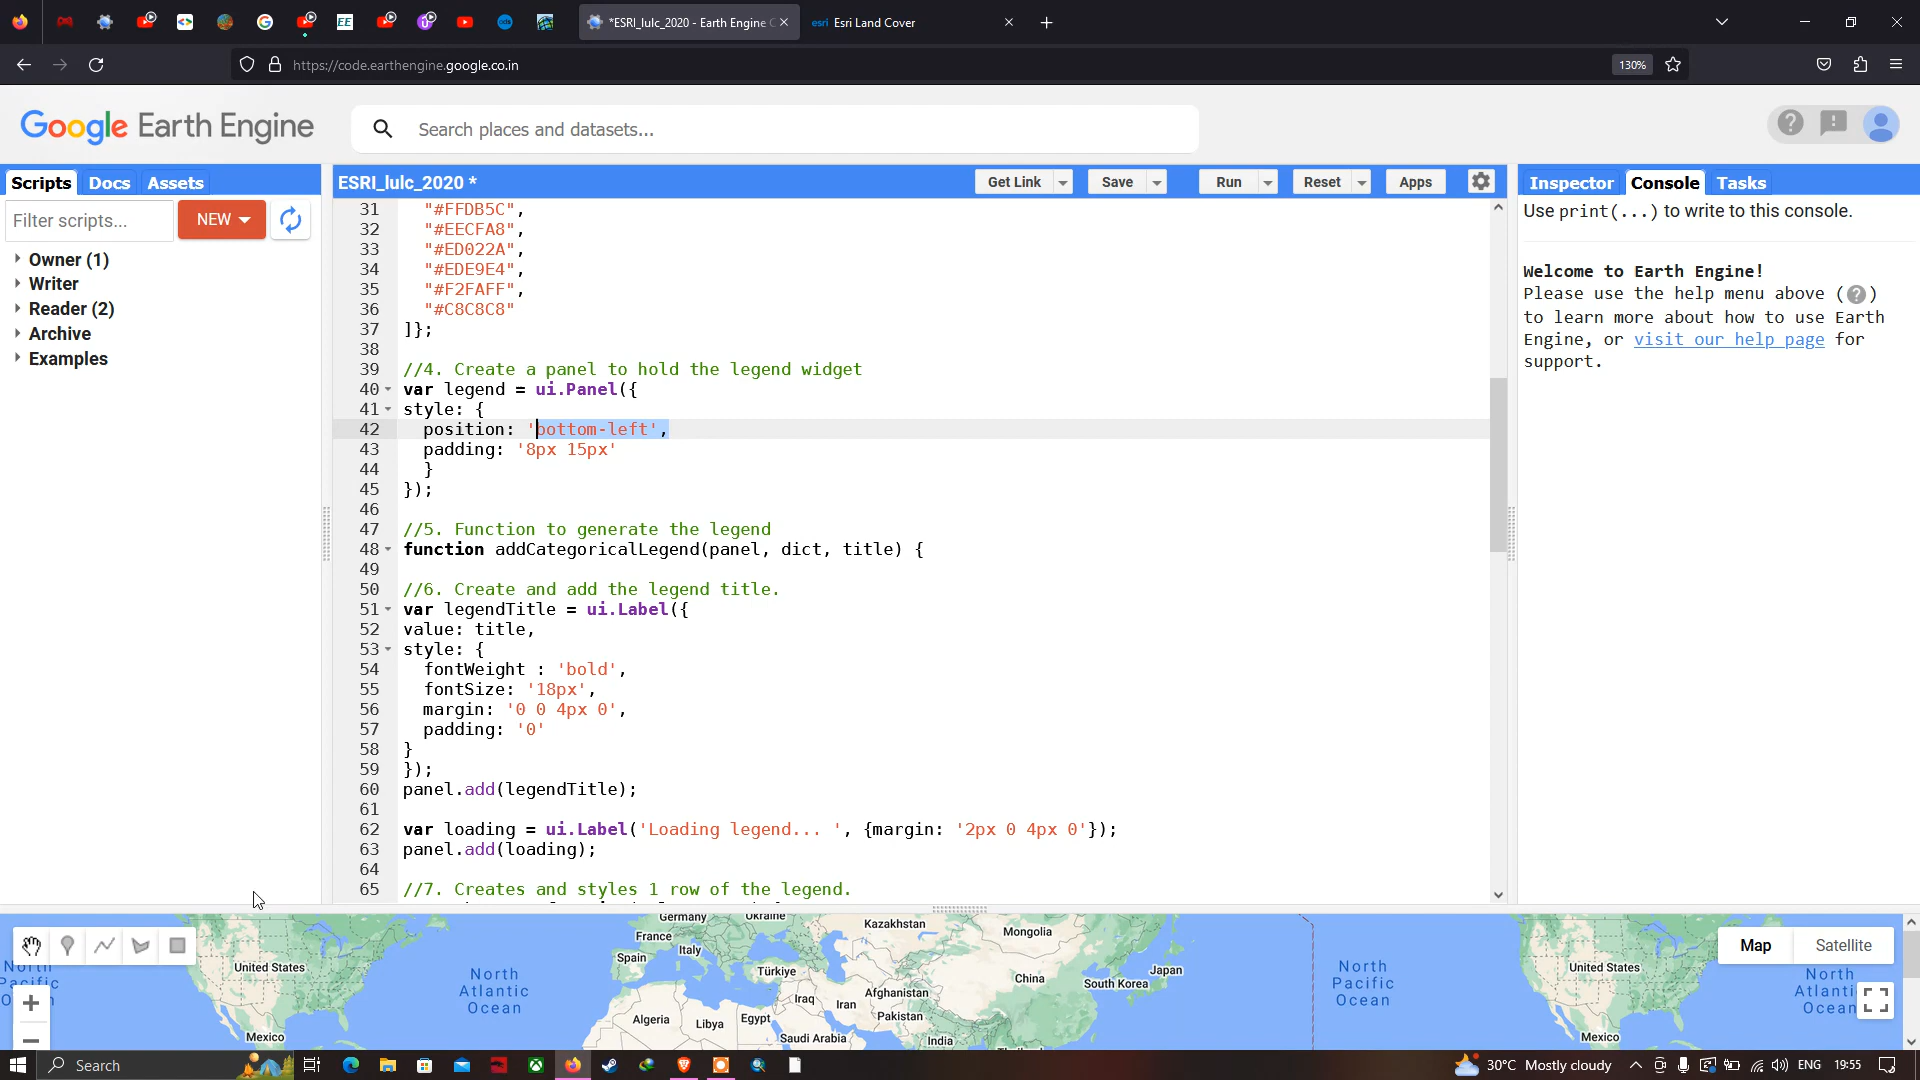 *ESRI_lulc_2020 - Earth Engine C
esri Esri Land Cover
https://code.earthengine.google.co.in
130%
Google Earth Engine
Search places and datasets...
Scripts Docs Assets
ESRI_lulc_2020 *
Get Link Save Run Reset Apps
Inspector Console Tasks
Filter scripts...
NEW
Owner (1)
Writer
Reader (2)
Archive
Examples
31 "#FFDB5C",
32 "#EECFA8",
33 "#ED022A",
34 "#EDE9E4",
35 "#F2FAFF",
36 "#C8C8C8"
37 ]};
38
39 //4. Create a panel to hold the legend widget
40 var legend = ui.Panel({
41 style: {
42 position: 'bottom-left',
43 padding: '8px 15px'
44 }
45 });
46
47 //5. Function to generate the legend
48 function addCategoricalLegend(panel, dict, title) {
49
50 //6. Create and add the legend title.
51 var legendTitle = ui.Label({
52 value: title,
53 style: {
54 fontWeight : 'bold',
55 fontSize: '18px',
56 margin: '0 0 4px 0',
57 padding: '0'
58 }
59 });
60 panel.add(legendTitle);
61
62 var loading = ui.Label('Loading legend... ', {margin: '2px 0 4px 0'});
63 panel.add(loading);
64
65 //7. Creates and styles 1 row of the legend.
Use print(...) to write to this console.
Welcome to Earth Engine!
Please use the help menu above (?)
to learn more about how to use Earth
Engine, or visit our help page for
support.
Germany
Ukraine
France
Italy
Spain
Türkiye
Kazakhstan
Mongolia
China
Japan
South Korea
Iraq
Iran
Afghanistan
Pakistan
Algeria
Libya
Egypt
Saudi Arabia
India
United States
Mexico
North
Atlantic
Ocean
North
Pacific
Ocean
United States
Mexico
North
Atlanti
Ocean
North
Pacific
Map Satellite
Search
30°C Mostly cloudy
ENG
19:55